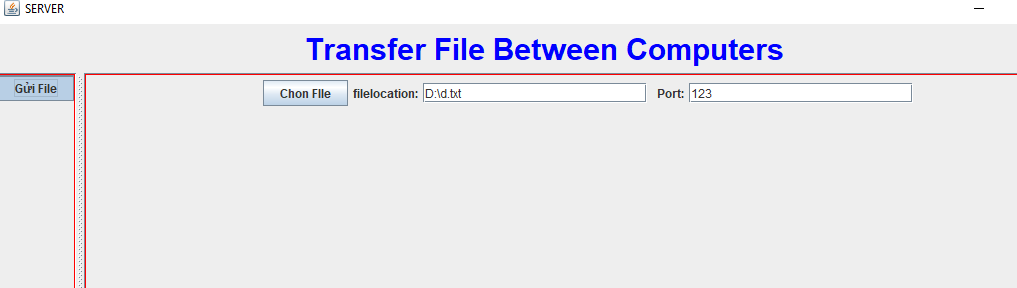 SERVER
Transfer File Between Computers
Gửi File
Chon FIle filelocation: D:\d.txt Port: 123